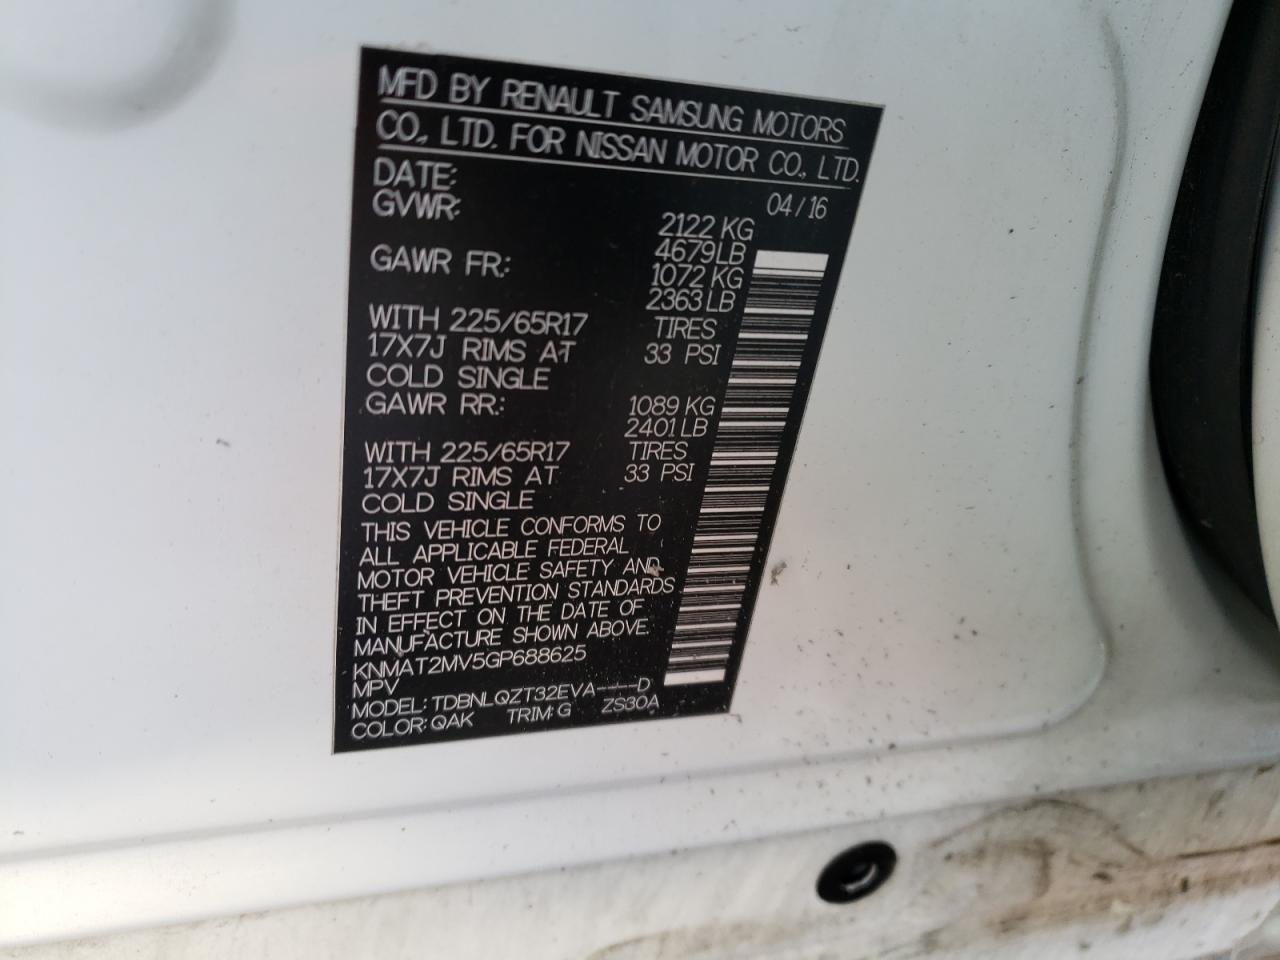 MFD BY RENAULT SAMSUNG MOTORS
CO., LTD. FOR NISSAN MOTOR CO., LTD.
DATE: 04/16
GVWR: 2122 KG
4679 LB
GAWR FR: 1072 KG
2363 LB
WITH 225/65R17 TIRES
17X7J RIMS AT 33 PSI
COLD SINGLE
GAWR RR: 1089 KG
2401 LB
WITH 225/65R17 TIRES
17X7J RIMS AT 33 PSI
COLD SINGLE
THIS VEHICLE CONFORMS TO
ALL APPLICABLE FEDERAL
MOTOR VEHICLE SAFETY AND
THEFT PREVENTION STANDARDS
IN EFFECT ON THE DATE OF
MANUFACTURE SHOWN ABOVE.
KNMAT2MV5GP688625
MPV
MODEL: TDBNLQZT32EVA----D
COLOR: QAK TRIM: G ZS30A